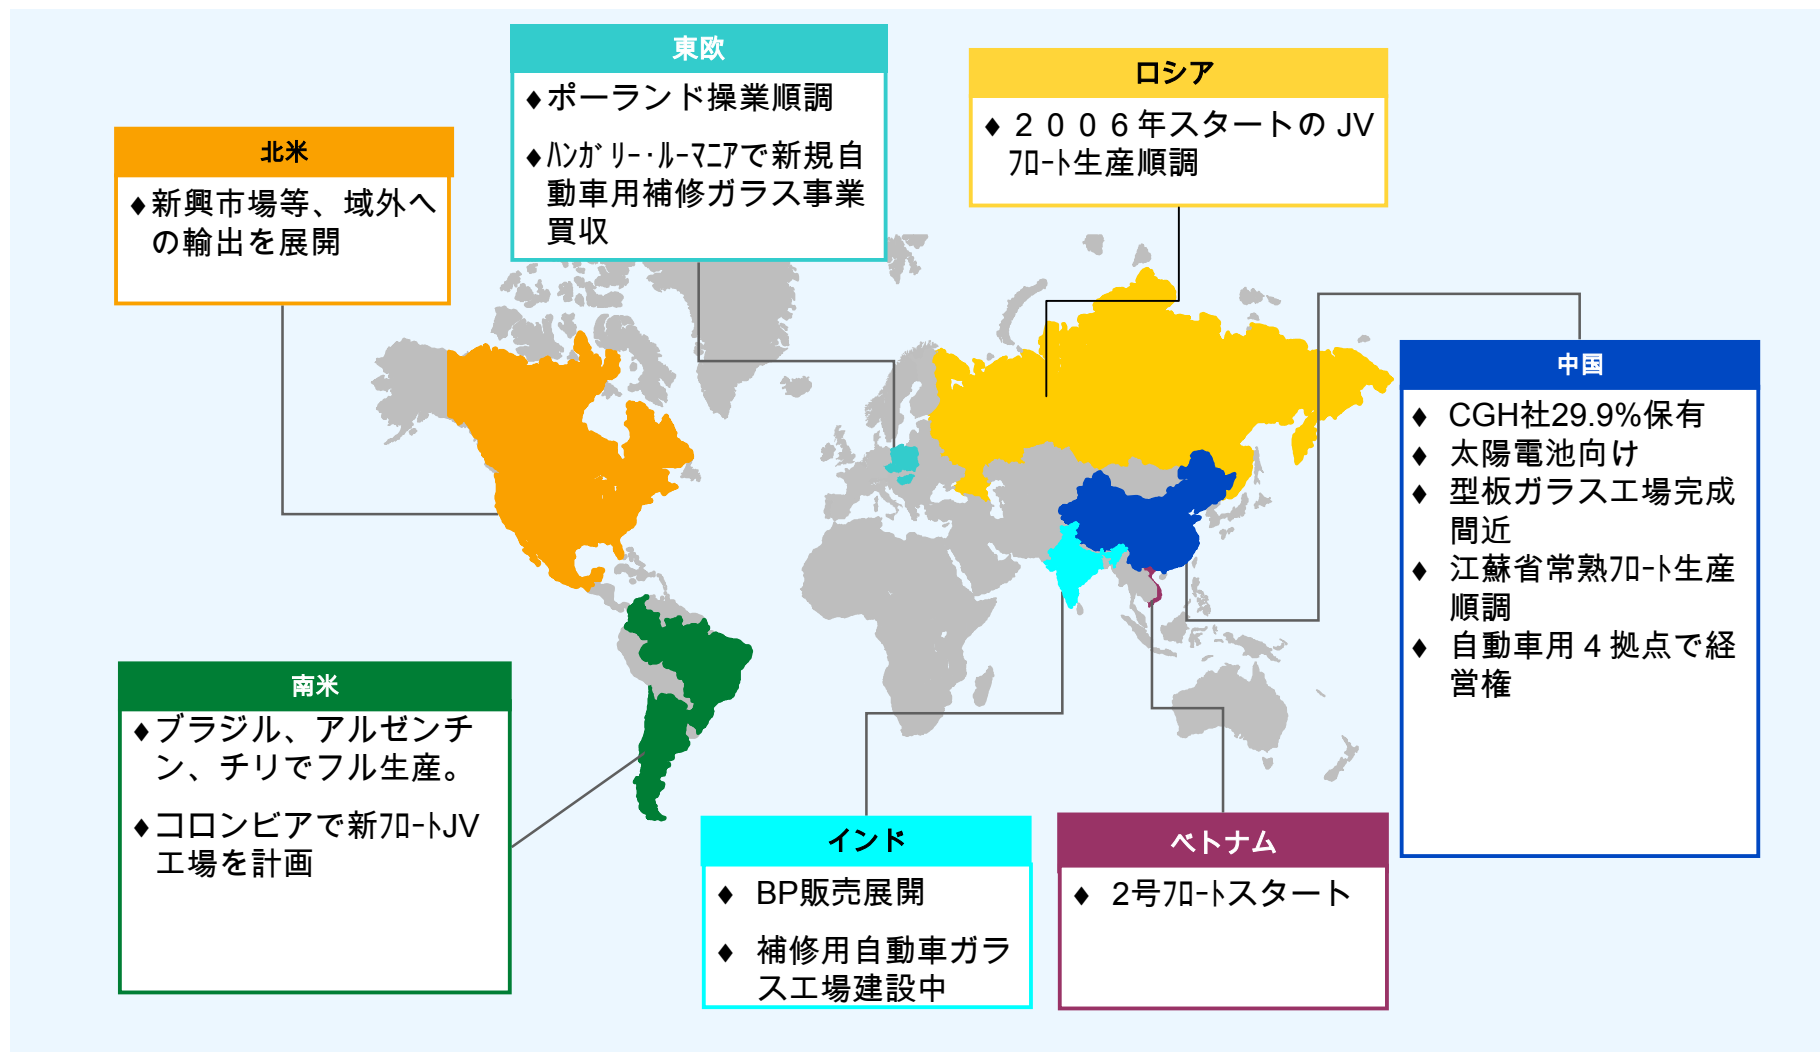 東欧
♦ポーランド操業順調
♦ﾊﾝｶﾞﾘｰ･ﾙｰﾏﾆｱで新規自
動車用補修ガラス事業
買収
ロシア
♦２００６年スタートの JV
ﾌﾛｰﾄ生産順調
北米
♦新興市場等、域外へ
の輸出を展開
中国
♦ CGH社29.9%保有
♦ 太陽電池向け
♦ 型板ガラス工場完成
間近
♦ 江蘇省常熟ﾌﾛｰﾄ生産
順調
♦ 自動車用４拠点で経
営権
南米
♦ブラジル、アルゼンチ
ン、チリでフル生産。
♦コロンビアで新ﾌﾛｰﾄJV
工場を計画
インド
♦ BP販売展開
♦ 補修用自動車ガラ
ス工場建設中
ベトナム
♦ 2号ﾌﾛｰﾄスタート